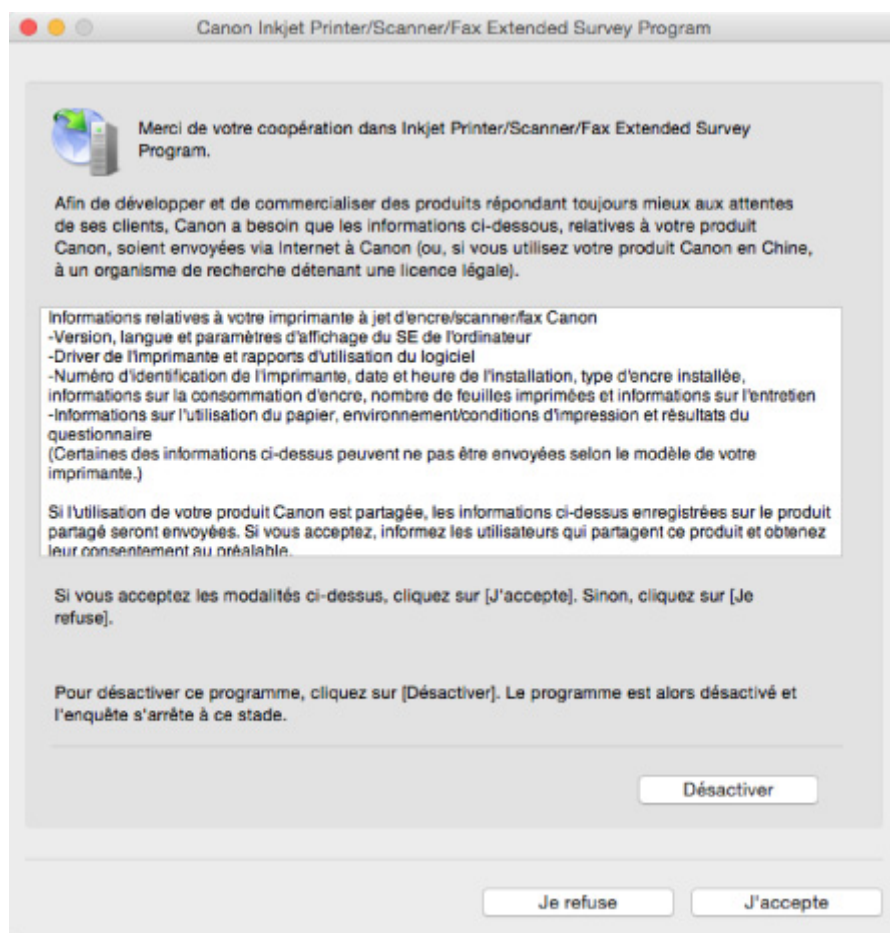 Canon Inkjet Printer/Scanner/Fax Extended Survey Program
Merci de votre coopération dans Inkjet Printer/Scanner/Fax Extended Survey
Program.
Afin de développer et de commercialiser des produits répondant toujours mieux aux attentes
de ses clients, Canon a besoin que les informations ci-dessous, relatives à votre produit
Canon, soient envoyées via Internet à Canon (ou, si vous utilisez votre produit Canon en Chine,
à un organisme de recherche détenant une licence légale).
Informations relatives à votre imprimante à jet d'encre/scanner/fax Canon
-Version, langue et paramètres d'affichage du SE de l'ordinateur
-Driver de l'imprimante et rapports d'utilisation du logiciel
-Numéro d'identification de l'imprimante, date et heure de l'installation, type d'encre installée,
informations sur la consommation d'encre, nombre de feuilles imprimées et informations sur l'entretien
-Informations sur l'utilisation du papier, environnement/conditions d'impression et résultats du
questionnaire
(Certaines des informations ci-dessus peuvent ne pas être envoyées selon le modèle de votre
imprimante.)
Si l'utilisation de votre produit Canon est partagée, les informations ci-dessus enregistrées sur le produit
partagé seront envoyées. Si vous acceptez, informez les utilisateurs qui partagent ce produit et obtenez
leur consentement au préalable.
Si vous acceptez les modalités ci-dessus, cliquez sur [J'accepte]. Sinon, cliquez sur [Je
refuse].
Pour désactiver ce programme, cliquez sur [Désactiver]. Le programme est alors désactivé et
l'enquête s'arrête à ce stade.
Désactiver
Je refuse
J'accepte